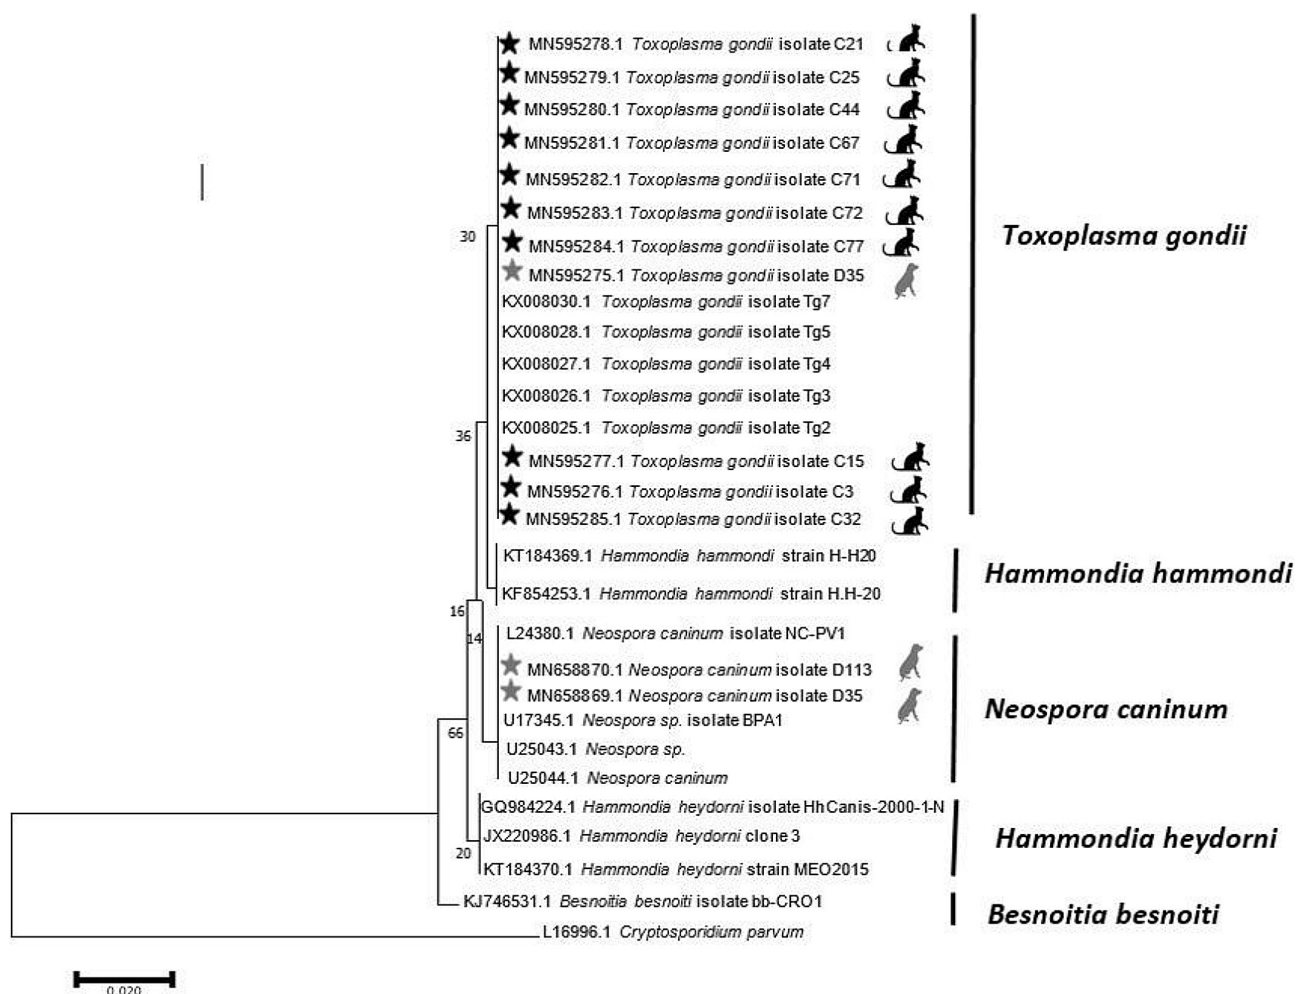 MN595278.1 Toxoplasma gondii isolate C21
MN595279.1 Toxoplasma gondii isolate C25
MN595280.1 Toxoplasma gondii isolate C44
MN595281.1 Toxoplasma gondii isolate C67
MN595282.1 Toxoplasma gondii isolate C71
MN595283.1 Toxoplasma gondii isolate C72
30
Toxoplasma gondii
MN595284.1 Toxoplasma gondii isolate C77
MN595275.1 Toxoplasma gondii isolate D35
KX008030.1 Toxoplasma gondii isolate Tg7
KX008028.1 Toxoplasma gondii isolate Tg5
KX008027.1 Toxoplasma gondii isolate Tg4
KX008026.1 Toxoplasma gondii isolate Tg3
KX008025.1 Toxoplasma gondii isolate Tg2
36
MN595277.1 Toxoplasma gondii isolate C15
MN595276.1 Toxoplasma gondii isolate C3
MN595285.1 Toxoplasma gondii isolate C32
KT184369.1 Hammondia hammondi strain H-H20
Hammondia hammondi
KF854253.1 Hammondia hammondi strain H.H-20
16
L24380.1 Neospora caninum isolate NC-PV1
14
MN658870.1 Neospora caninum isolate D113
MN658869.1 Neospora caninum isolate D35
Neospora caninum
U17345.1 Neospora sp. isolate BPA1
66
U25043.1 Neospora sp.
U25044.1 Neospora caninum
GQ984224.1 Hammondia heydorni isolate HhCanis-2000-1-N
JX220986.1 Hammondia heydorni clone 3
Hammondia heydorni
20
KT184370.1 Hammondia heydorni strain MEO2015
KJ746531.1 Besnoitia besnoiti isolate bb-CRO1
Besnoitia besnoiti
L16996.1 Cryptosporidium parvum
0.020